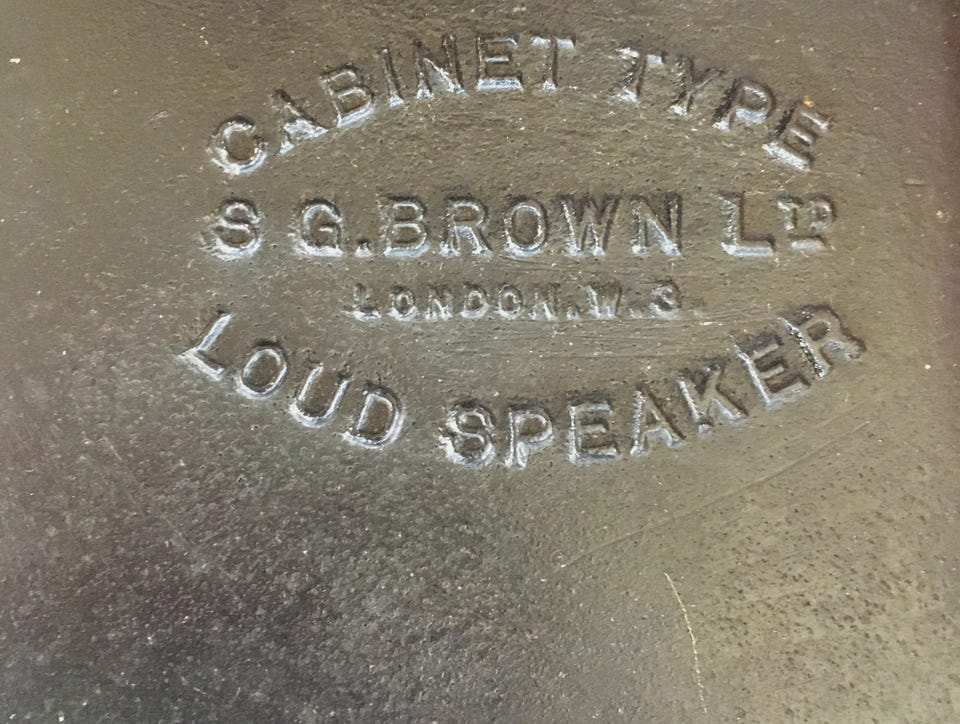 CABINET TYPE
S G. BROWN LTD
LONDON. W. 3.
LOUD SPEAKER